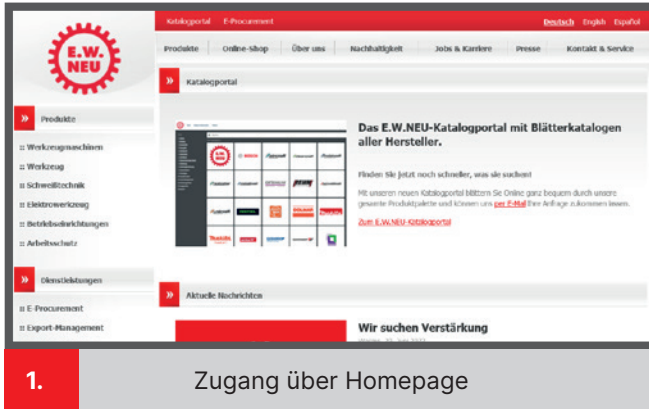 Katalogportal E-Procurement Deutsch English Español
E.W.
NEU
Produkte Online-Shop Über uns Nachhaltigkeit Jobs & Karriere Presse Kontakt & Service
» Katalogportal
» Produkte
:: Werkzeugmaschinen
:: Werkzeug
:: Schweißtechnik
:: Elektrowerkzeug
:: Betriebseinrichtungen
:: Arbeitsschutz
» Dienstleistungen
:: E-Procurement
:: Export-Management
Das E.W.NEU-Katalogportal mit Blätterkatalogen
aller Hersteller.
Finden Sie jetzt noch schneller, was sie suchen!
Mit unseren neuen Katalogportal blättern Sie Online ganz bequem durch unsere
gesamte Produktpalette und können uns per E-Mail Ihre Anfrage zukommen lassen.
Zum E.W.NEU-Katalogportal
» Aktuelle Nachrichten
Wir suchen Verstärkung
1. Zugang über Homepage